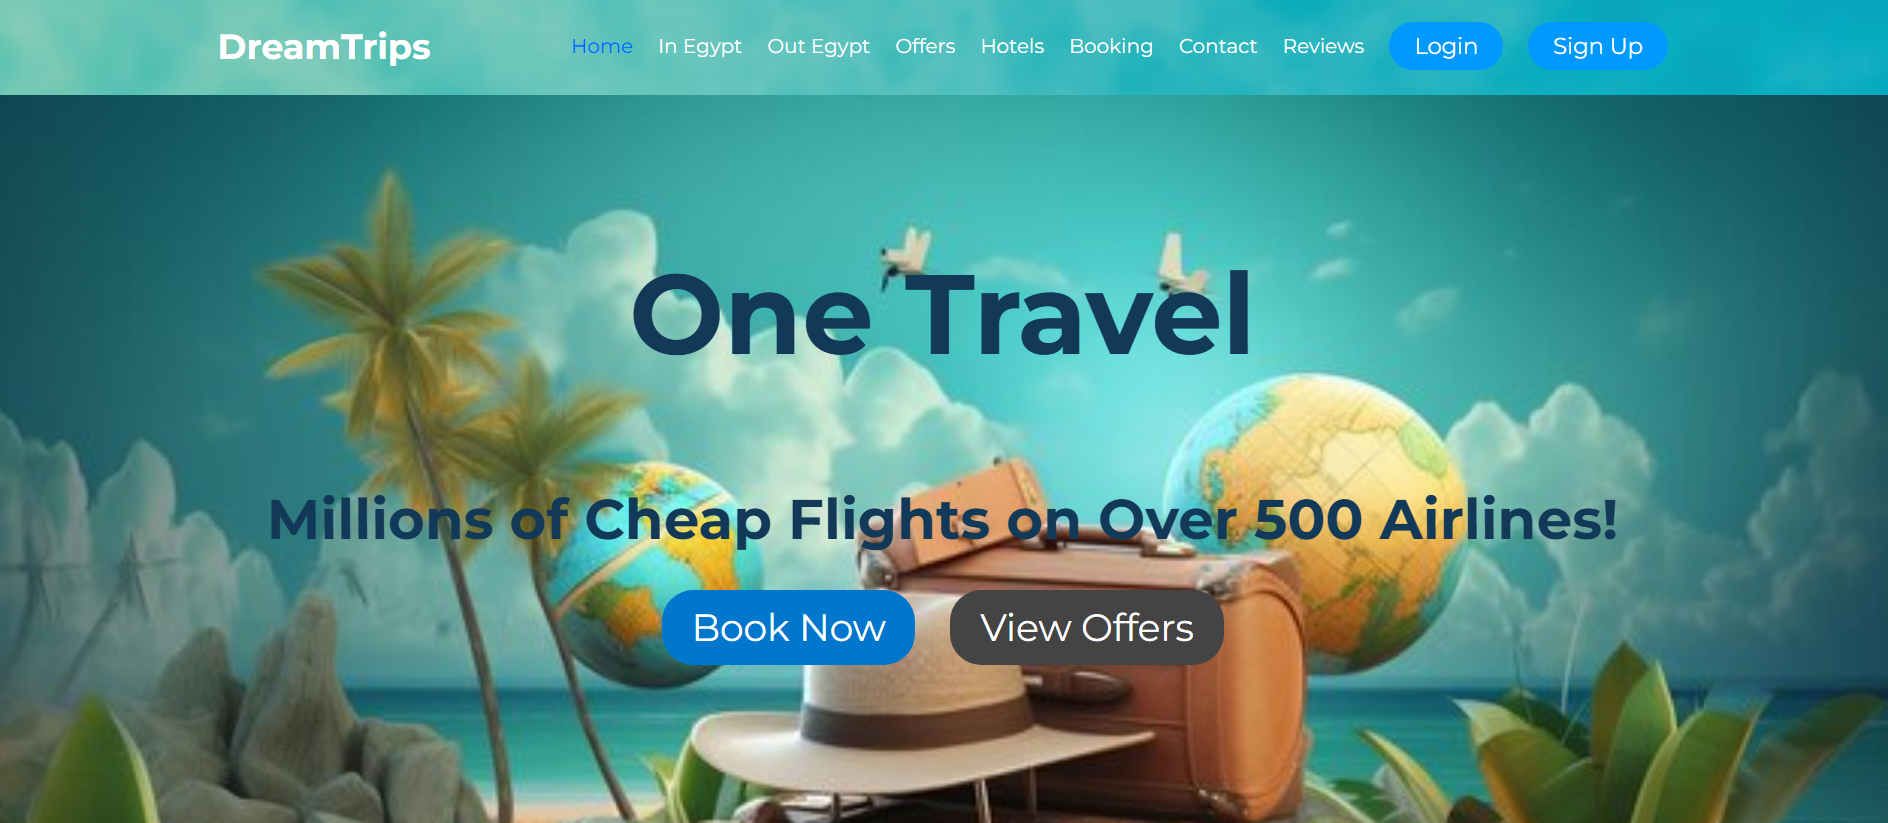 DreamTrips Home In Egypt Out Egypt Offers Hotels Booking Contact Reviews Login Sign Up
One Travel
Millions of Cheap Flights on Over 500 Airlines!
Book Now View Offers